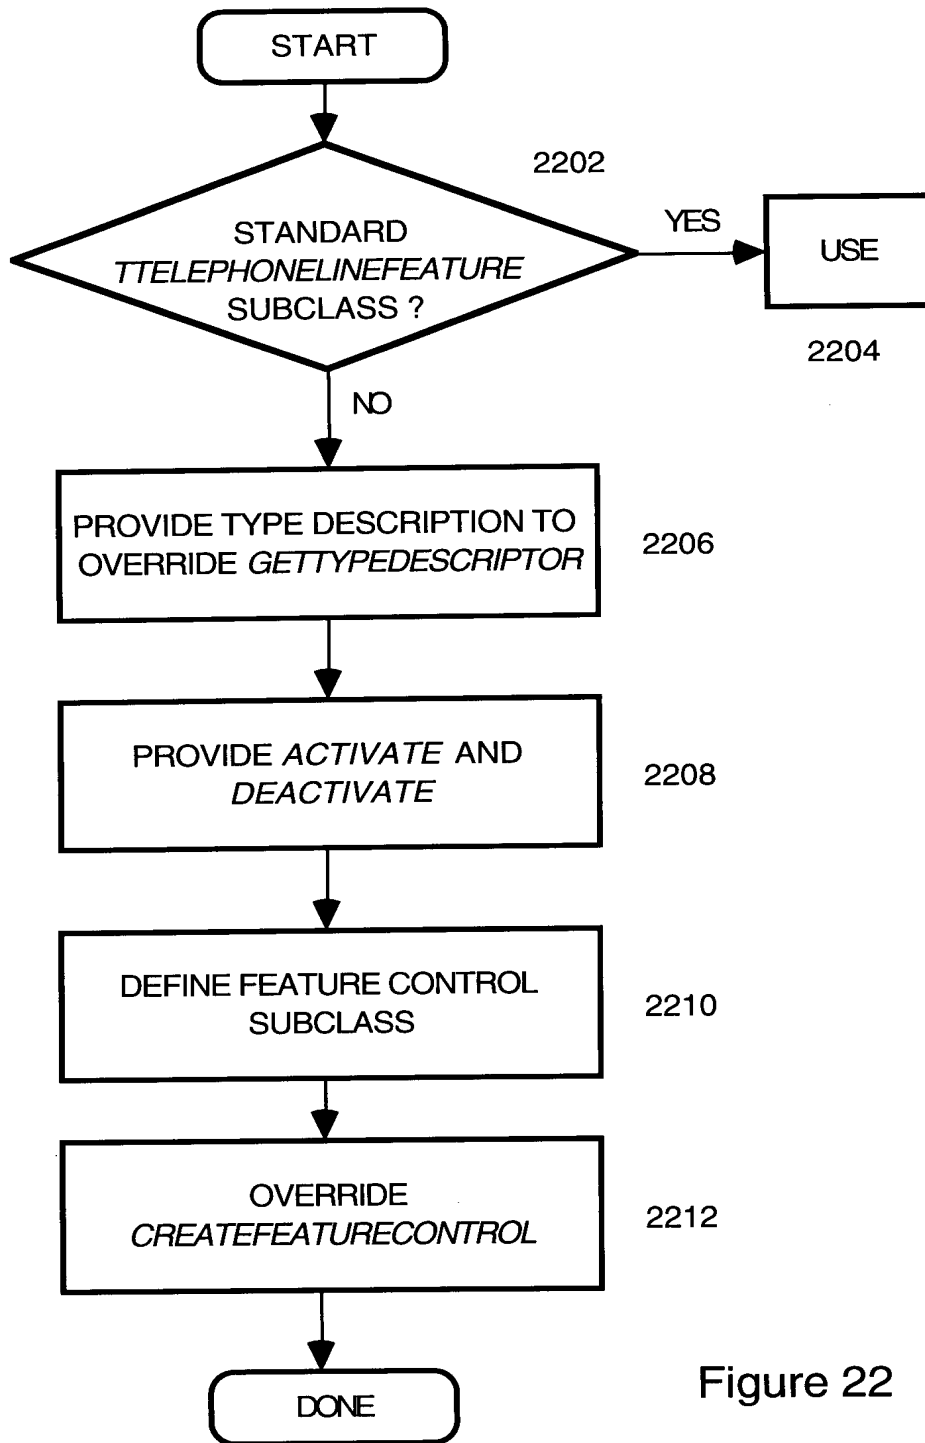 START
2202
STANDARD
TTELEPHONELINEFEATURE
SUBCLASS ?
YES
USE
2204
NO
PROVIDE TYPE DESCRIPTION TO
OVERRIDE GETTYPEDESCRIPTOR
2206
PROVIDE ACTIVATE AND
DEACTIVATE
2208
DEFINE FEATURE CONTROL
SUBCLASS
2210
OVERRIDE
CREATEFEATURECONTROL
2212
DONE
Figure 22